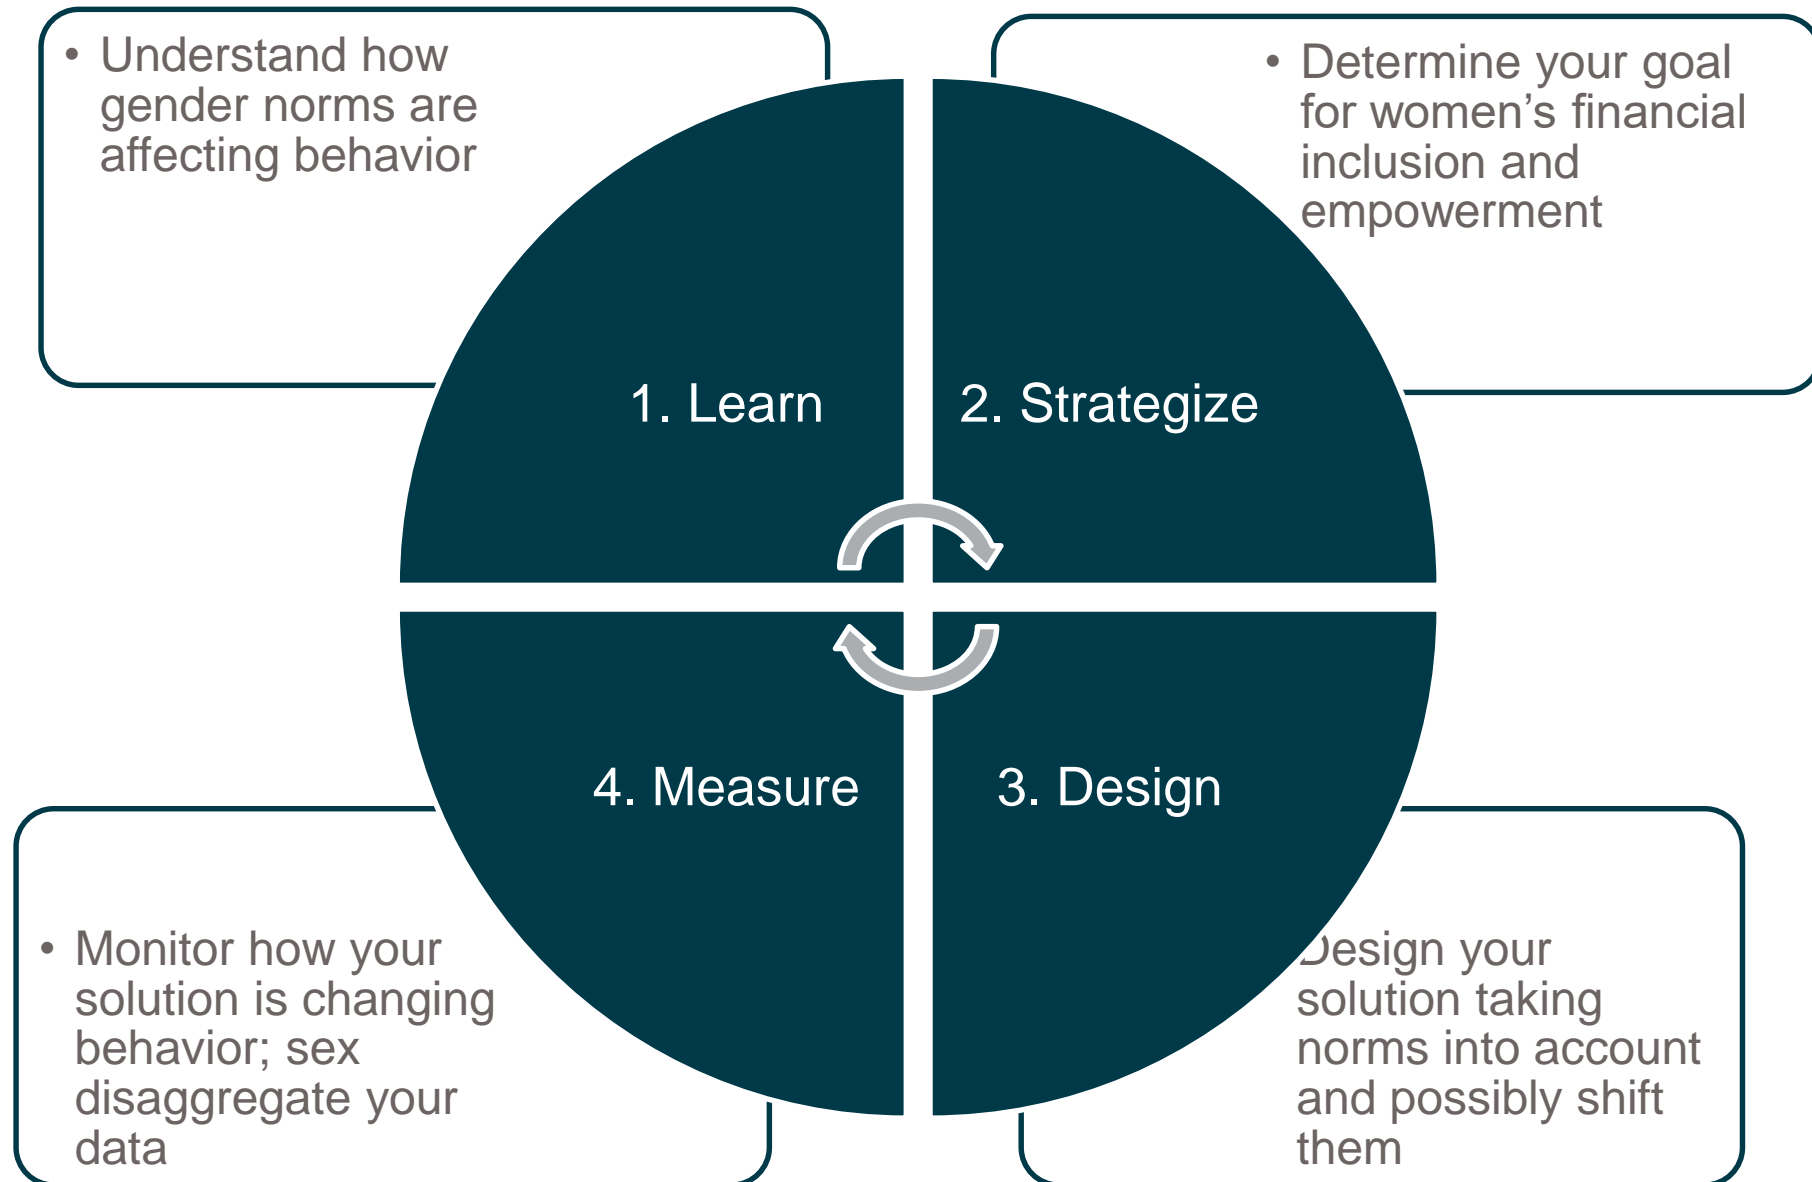 • Understand how
gender norms are
affecting behavior
• Determine your goal
for women’s financial
inclusion and
empowerment
1. Learn
2. Strategize
4. Measure
3. Design
• Monitor how your
solution is changing
behavior; sex
disaggregate your
data
Design your
solution taking
norms into account
and possibly shift
them